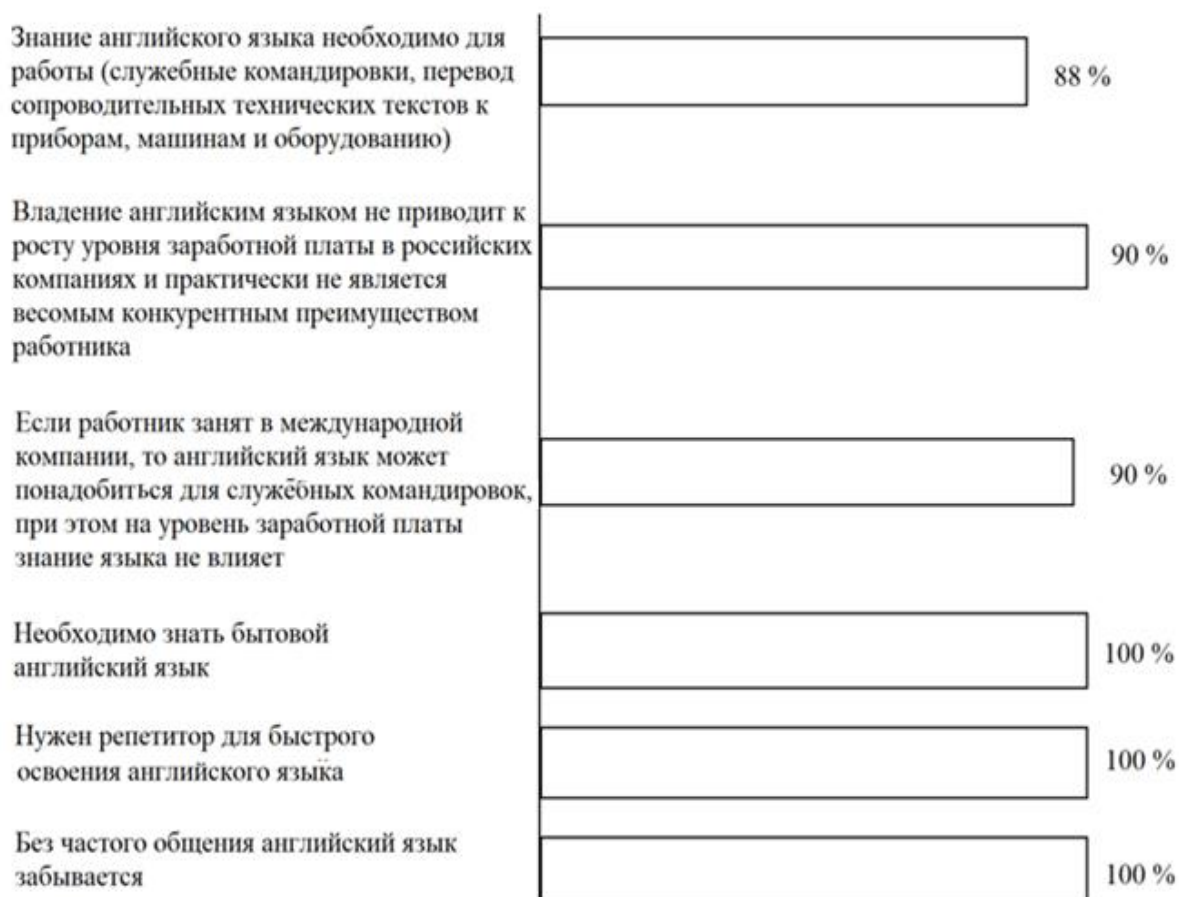 Знание английского языка необходимо для
работы (служебные командировки, перевод
сопроводительных технических текстов к
приборам, машинам и оборудованию)
88 %
Владение английским языком не приводит к
росту уровня заработной платы в российских
компаниях и практически не является
весомым конкурентным преимуществом
работника
90 %
Если работник занят в международной
компании, то английский язык может
понадобиться для служебных командировок,
при этом на уровень заработной платы
знание языка не влияет
90 %
Необходимо знать бытовой
английский язык
100 %
Нужен репетитор для быстрого
освоения английского языка
100 %
Без частого общения английский язык
забывается
100 %